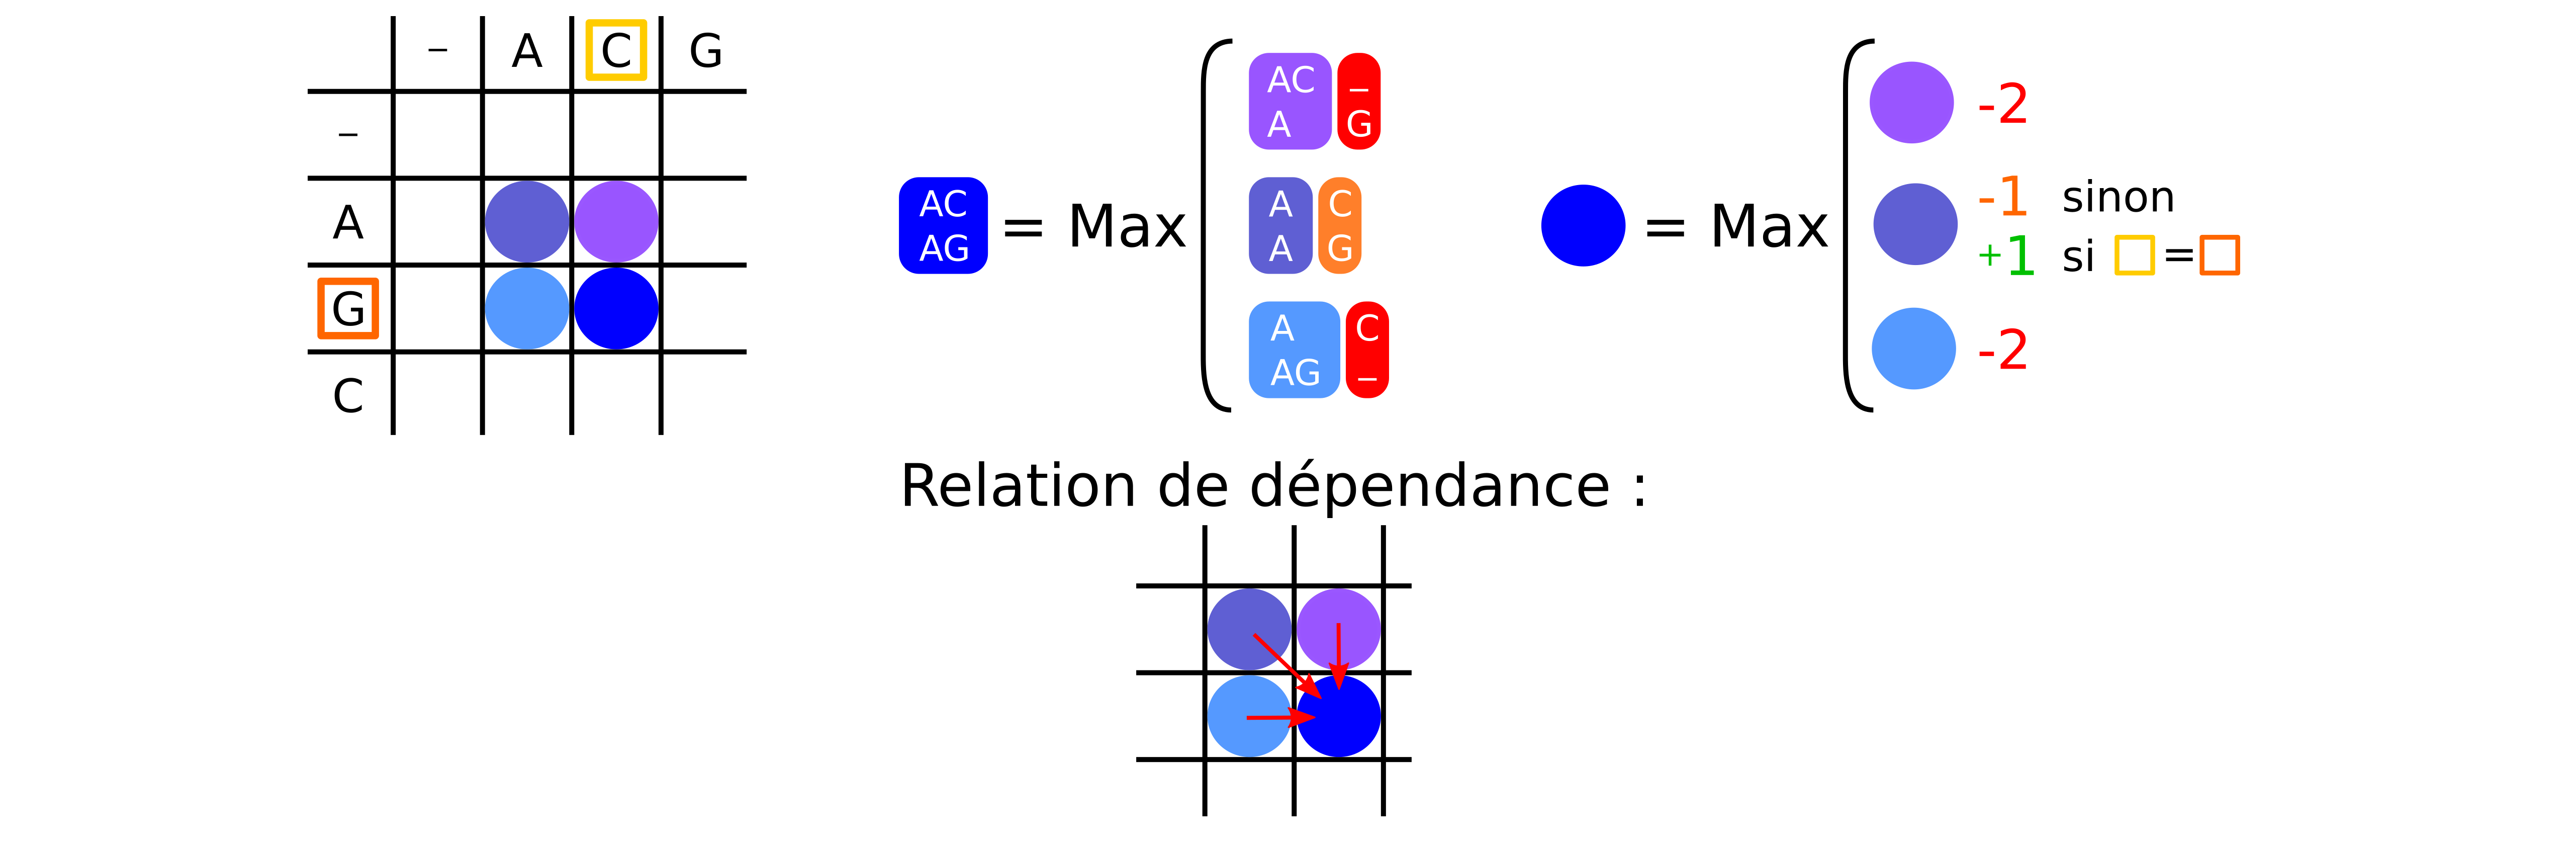 – A C G
–
A
G
C
AC
AG
= Max
AC –
A G
A C
A G
A C
AG –
= Max
-2
-1 sinon
+1 si =
-2
Relation de dépendance :